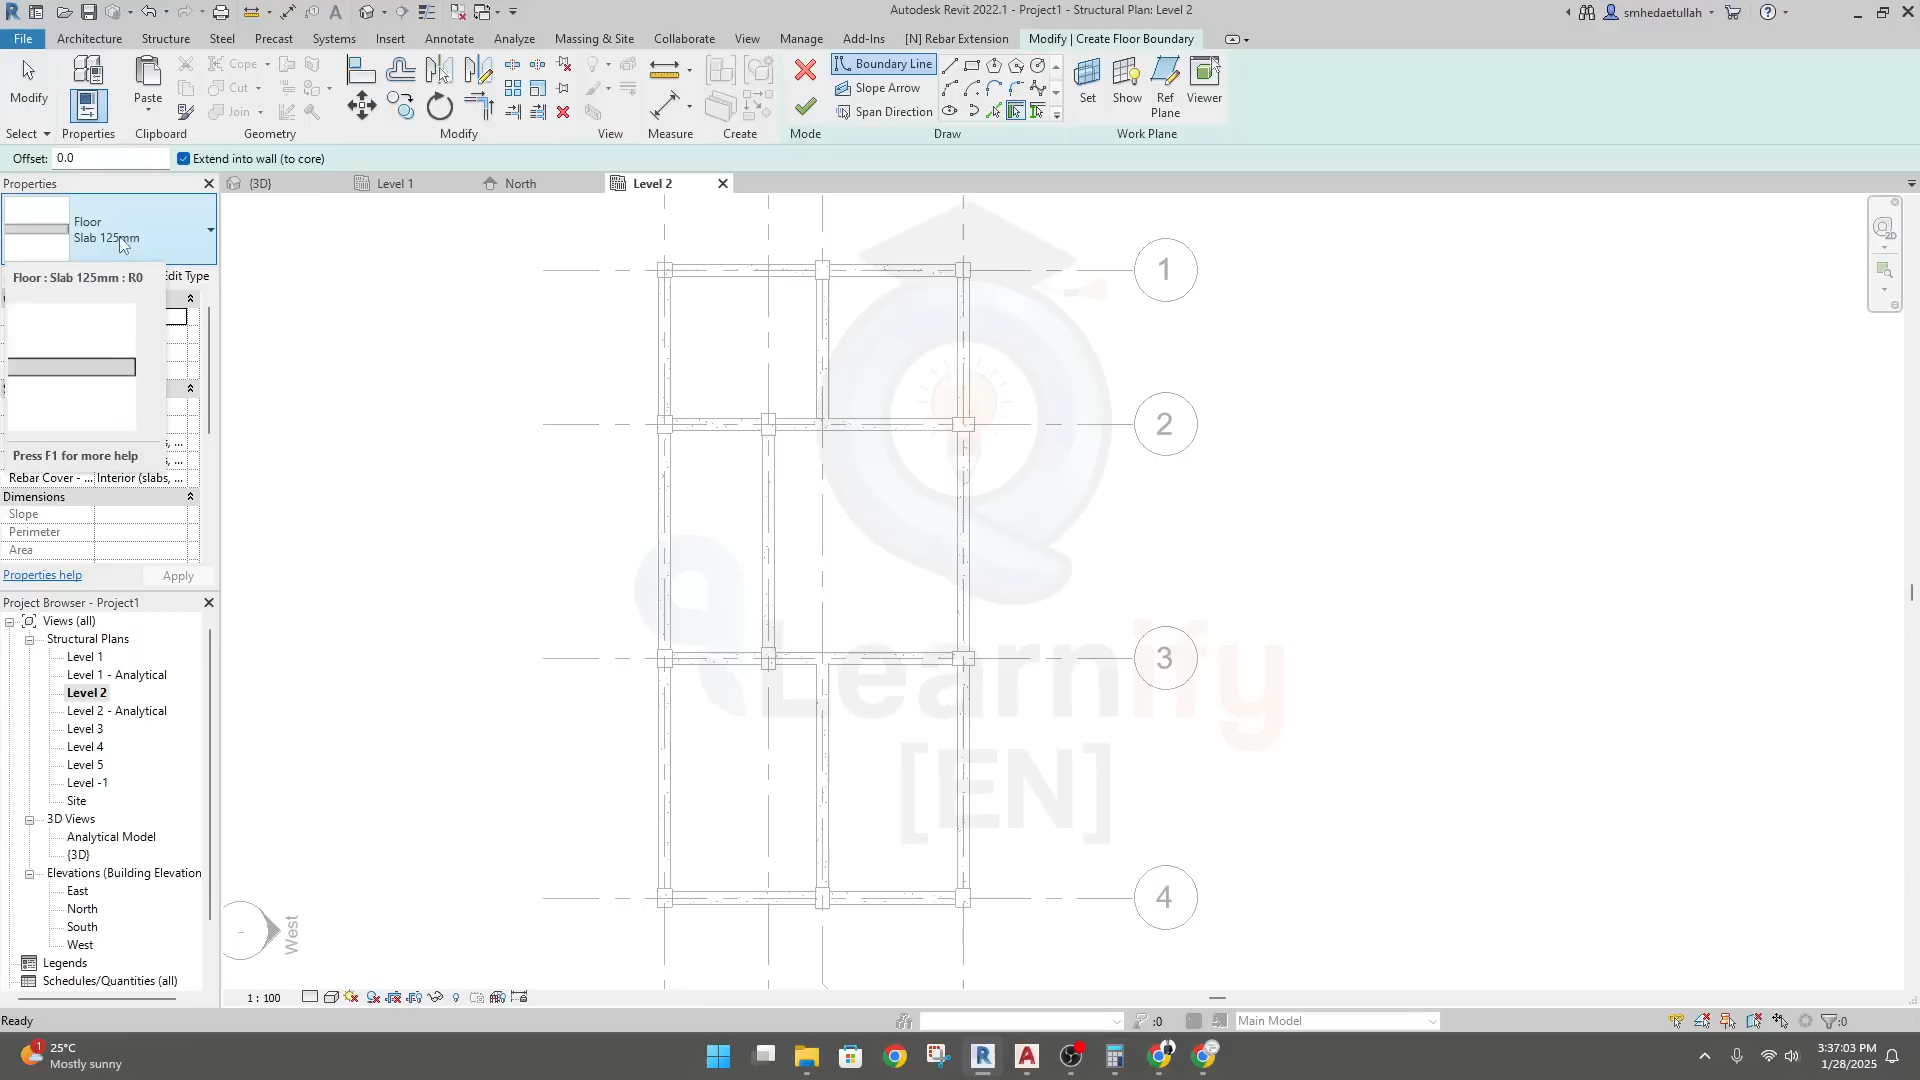 Autodesk Revit 2022.1 - Project1 - Structural Plan: Level 2
smhedaetullah
File Architecture Structure Steel Precast Systems Insert Annotate Analyze Massing & Site Collaborate View Manage Add-Ins [N] Rebar Extension Modify | Create Floor Boundary
Modify
Paste
Cope
Cut
Join
Boundary Line
Slope Arrow
Span Direction
Set Show Ref Plane Viewer
Select Properties Clipboard Geometry Modify View Measure Create Mode Draw Work Plane
Offset: 0.0 Extend into wall (to core)
Properties
{3D} Level 1 North Level 2
Floor
Slab 125mm
Edit Type
Floor : Slab 125mm : R0
Press F1 for more help
Rebar Cover - ... Interior (slabs, ...
Dimensions
Slope
Perimeter
Area
Properties help Apply
Project Browser - Project1
Views (all)
Structural Plans
Level 1
Level 1 - Analytical
Level 2
Level 2 - Analytical
Level 3
Level 4
Level 5
Level -1
Site
3D Views
Analytical Model
{3D}
Elevations (Building Elevation
East
North
South
West
Legends
Schedules/Quantities (all)
1
2
3
4
West
Learnify
[EN]
1 : 100
Ready
:0
Main Model
:0
1
25°C
Mostly sunny
3:37:03 PM
1/28/2025